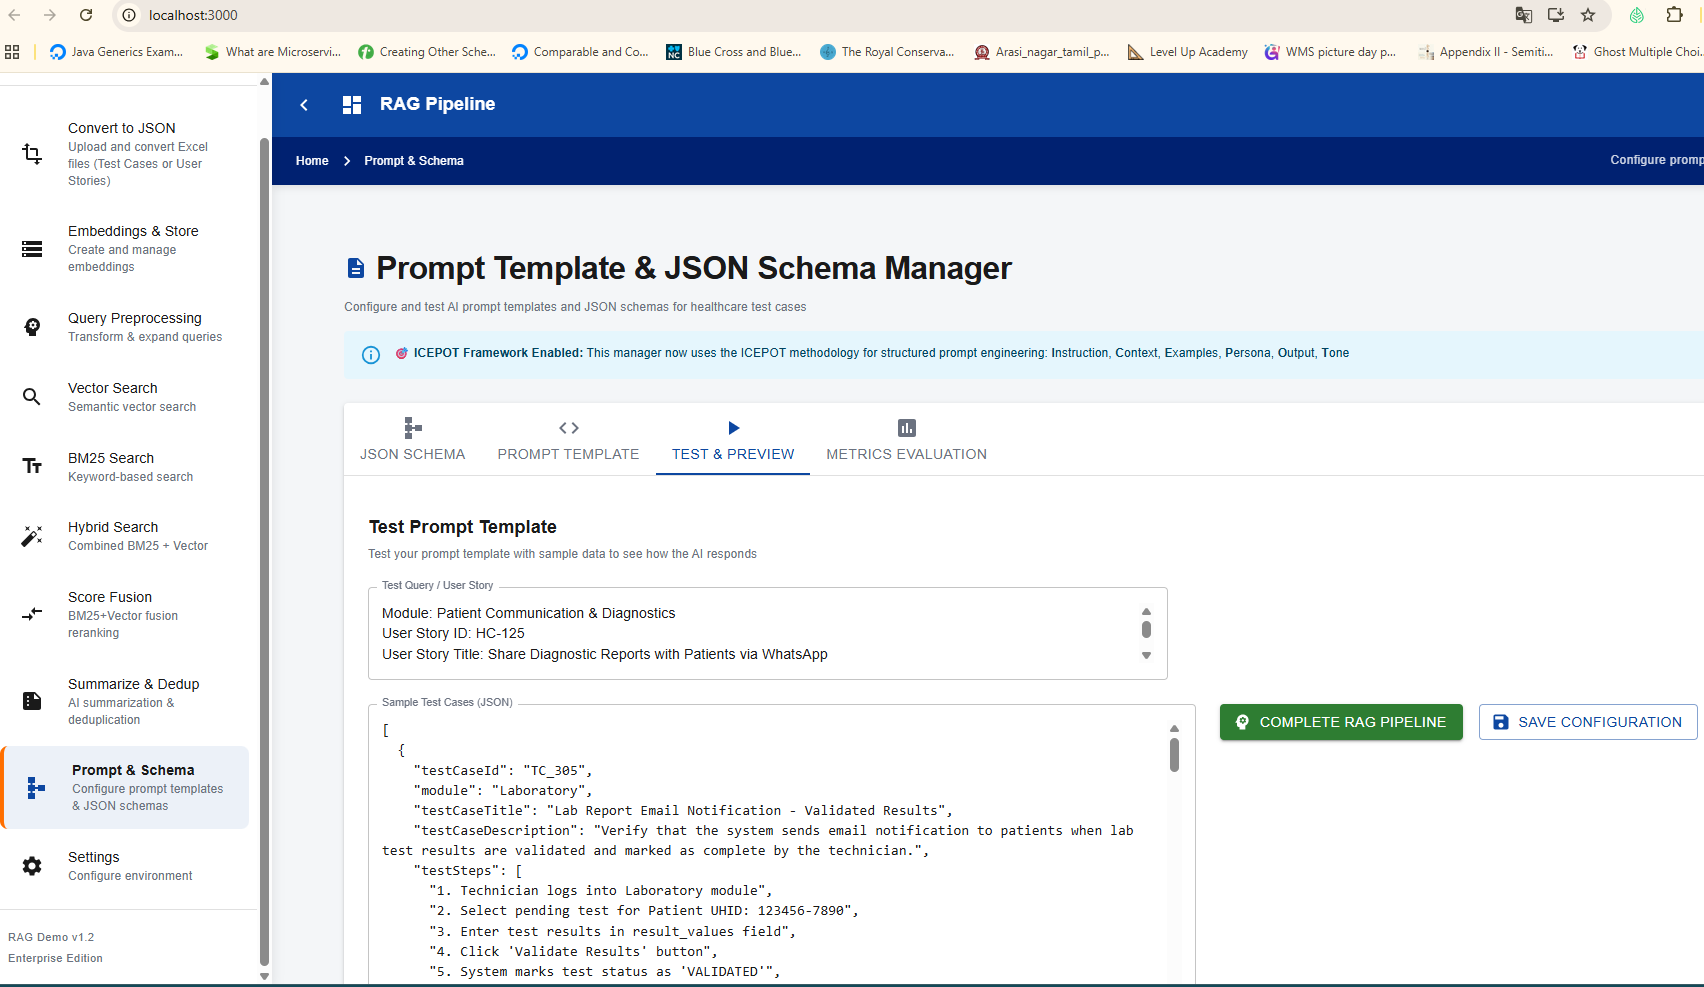 localhost:3000
Java Generics Exam...
What are Microservi...
Creating Other Sche...
Comparable and Co...
Blue Cross and Blue...
The Royal Conserva...
Arasi_nagar_tamil_p...
Level Up Academy
WMS picture day p...
Appendix II - Semiti...
Ghost Multiple Choi...
Convert to JSON
Upload and convert Excel
files (Test Cases or User
Stories)
Embeddings & Store
Create and manage
embeddings
Query Preprocessing
Transform & expand queries
Vector Search
Semantic vector search
BM25 Search
Keyword-based search
Hybrid Search
Combined BM25 + Vector
Score Fusion
BM25+Vector fusion
reranking
Summarize & Dedup
AI summarization &
deduplication
Prompt & Schema
Configure prompt templates
& JSON schemas
Settings
Configure environment
RAG Demo v1.2
Enterprise Edition
RAG Pipeline
Home > Prompt & Schema
Configure promp
Prompt Template & JSON Schema Manager
Configure and test AI prompt templates and JSON schemas for healthcare test cases
ICEPOT Framework Enabled: This manager now uses the ICEPOT methodology for structured prompt engineering: Instruction, Context, Examples, Persona, Output, Tone
JSON SCHEMA
PROMPT TEMPLATE
TEST & PREVIEW
METRICS EVALUATION
Test Prompt Template
Test your prompt template with sample data to see how the AI responds
Test Query / User Story
Module: Patient Communication & Diagnostics
User Story ID: HC-125
User Story Title: Share Diagnostic Reports with Patients via WhatsApp
Sample Test Cases (JSON)
[
{
"testCaseId": "TC_305",
"module": "Laboratory",
"testCaseTitle": "Lab Report Email Notification - Validated Results",
"testCaseDescription": "Verify that the system sends email notification to patients when lab
test results are validated and marked as complete by the technician.",
"testSteps": [
"1. Technician logs into Laboratory module",
"2. Select pending test for Patient UHID: 123456-7890",
"3. Enter test results in result_values field",
"4. Click 'Validate Results' button",
"5. System marks test status as 'VALIDATED'",
COMPLETE RAG PIPELINE
SAVE CONFIGURATION